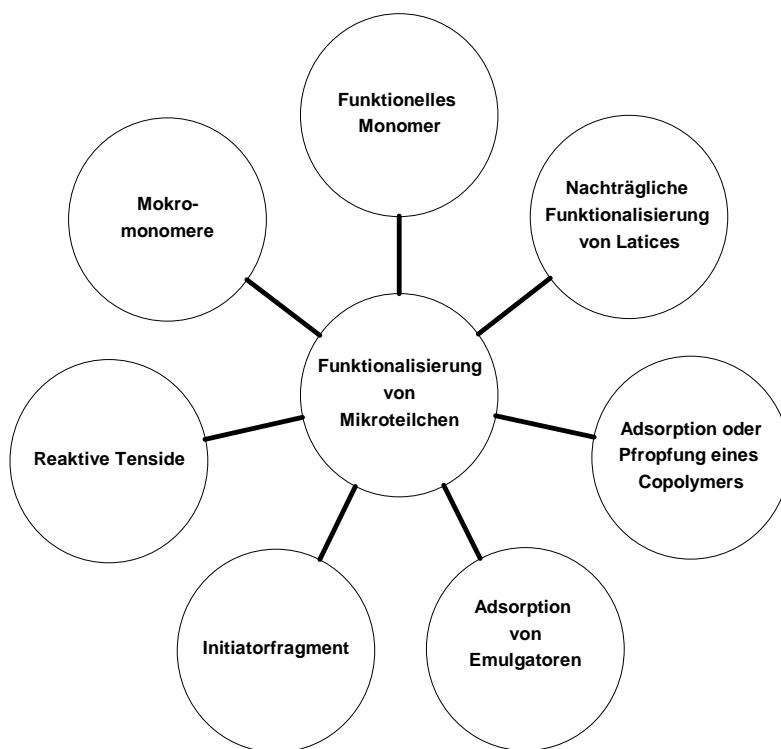 Funktionelles
Monomer
Nachträgliche
Funktionalisierung
von Latices
Mokro-
monomere
Funktionalisierung
von
Mikroteilchen
Adsorption oder
Pfropfung eines
Copolymers
Reaktive Tenside
Adsorption
von
Emulgatoren
Initiatorfragment